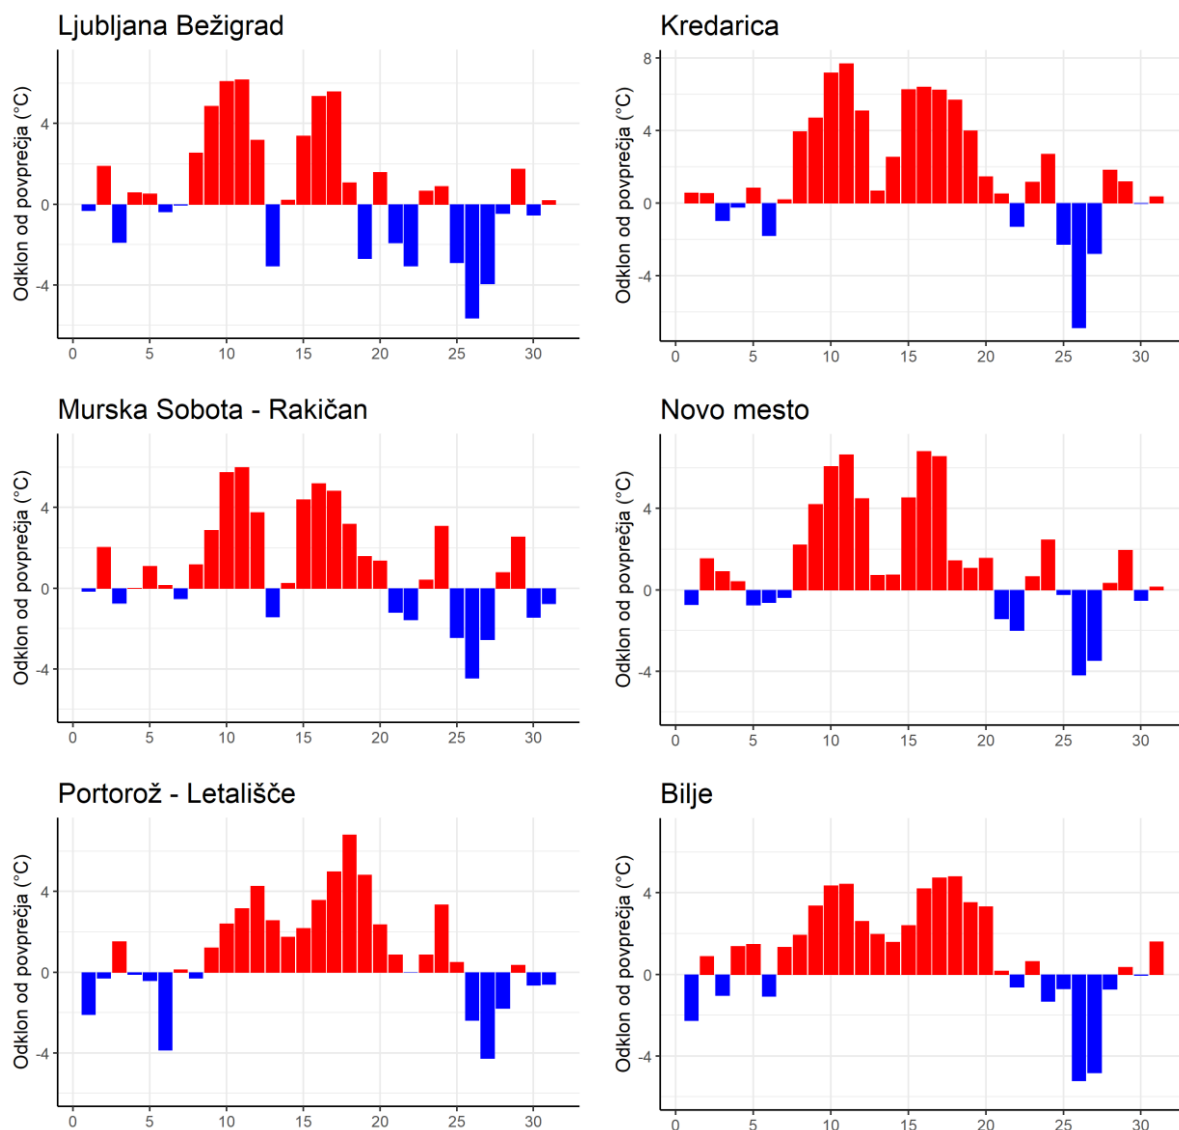 Ljubljana Bežigrad
Odklon od povprečja (°C)
4
0
-4
0 5 10 15 20 25 30
Kredarica
Odklon od povprečja (°C)
8
4
0
-4
0 5 10 15 20 25 30
Murska Sobota - Rakičan
Odklon od povprečja (°C)
4
0
-4
0 5 10 15 20 25 30
Novo mesto
Odklon od povprečja (°C)
4
0
-4
0 5 10 15 20 25 30
Portorož - Letališče
Odklon od povprečja (°C)
4
0
-4
0 5 10 15 20 25 30
Bilje
Odklon od povprečja (°C)
4
0
-4
0 5 10 15 20 25 30